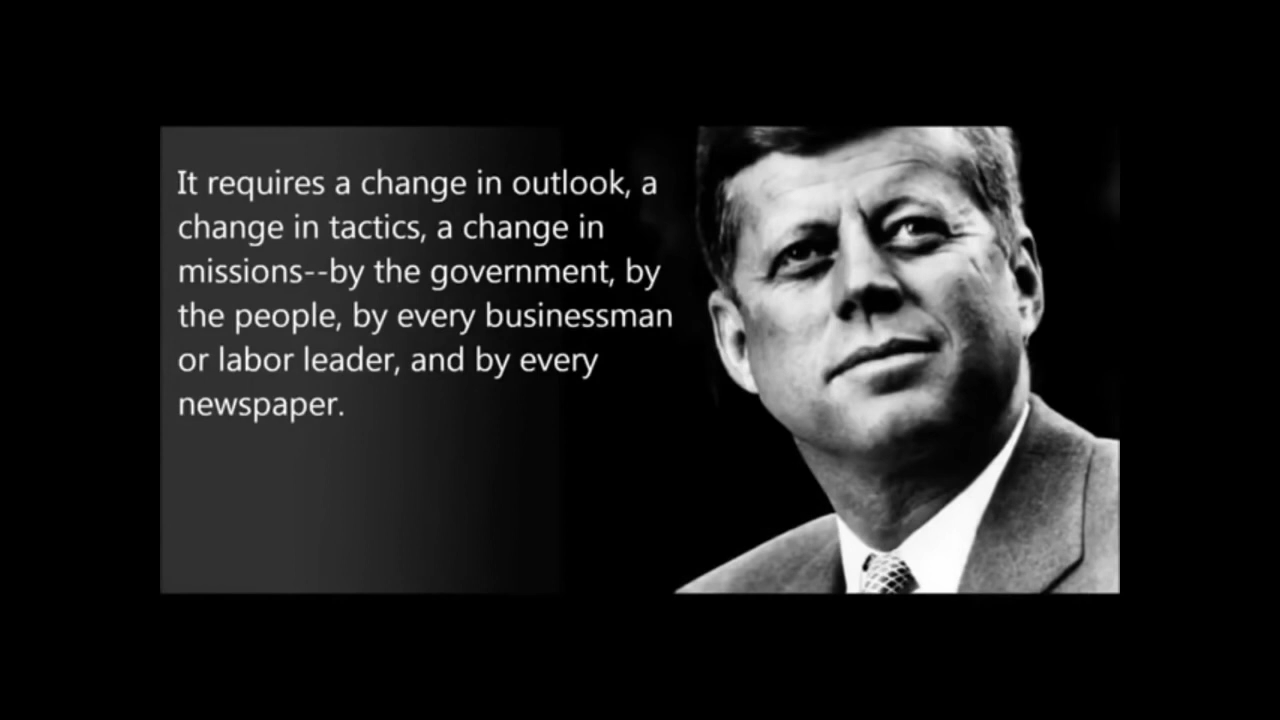 It requires a change in outlook, a
change in tactics, a change in
missions--by the government, by
the people, by every businessman
or labor leader, and by every
newspaper.